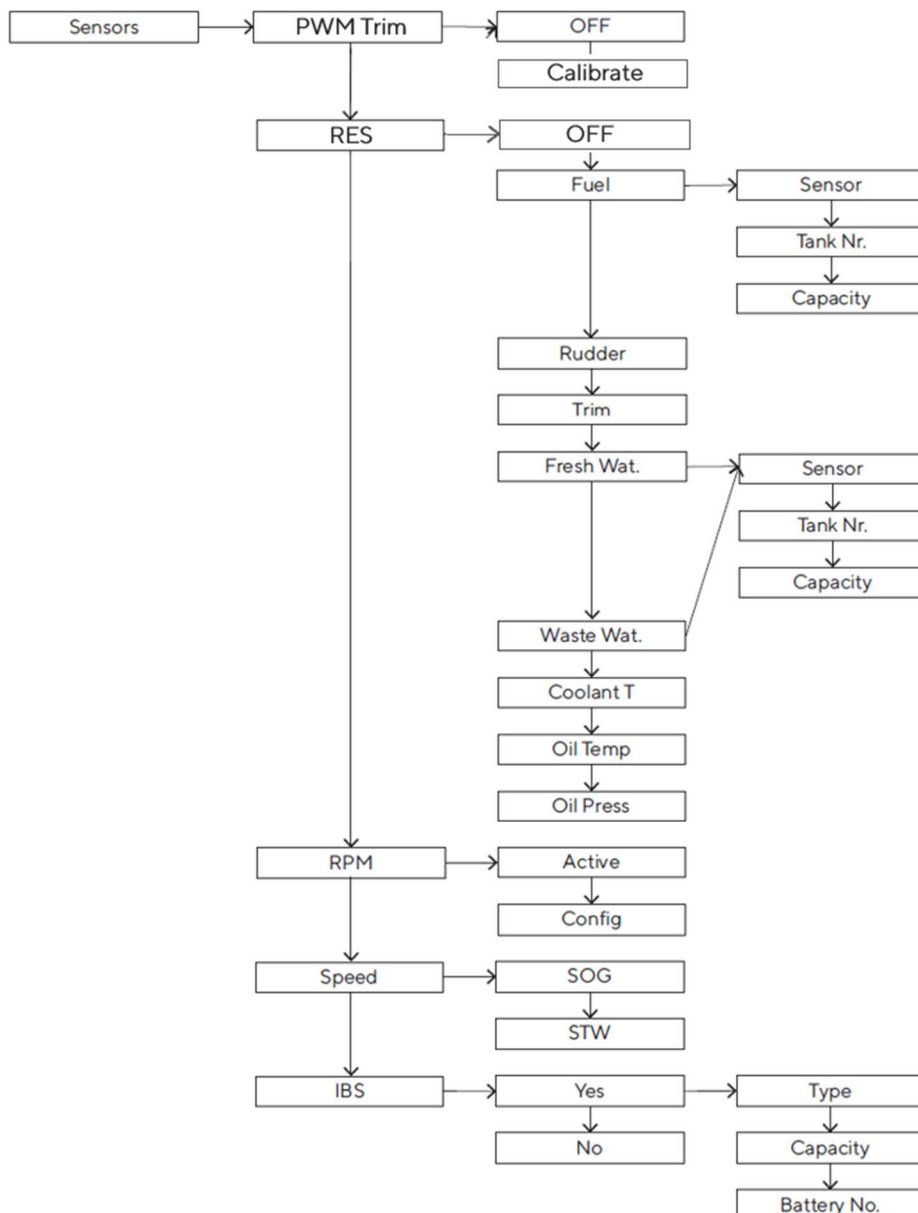 Sensors
PWM Trim
OFF
Calibrate
RES
OFF
Fuel
Sensor
Tank Nr.
Capacity
Rudder
Trim
Fresh Wat.
Sensor
Tank Nr.
Capacity
Waste Wat.
Coolant T
Oil Temp
Oil Press
RPM
Active
Config
Speed
SOG
STW
IBS
Yes
Type
No
Capacity
Battery No.